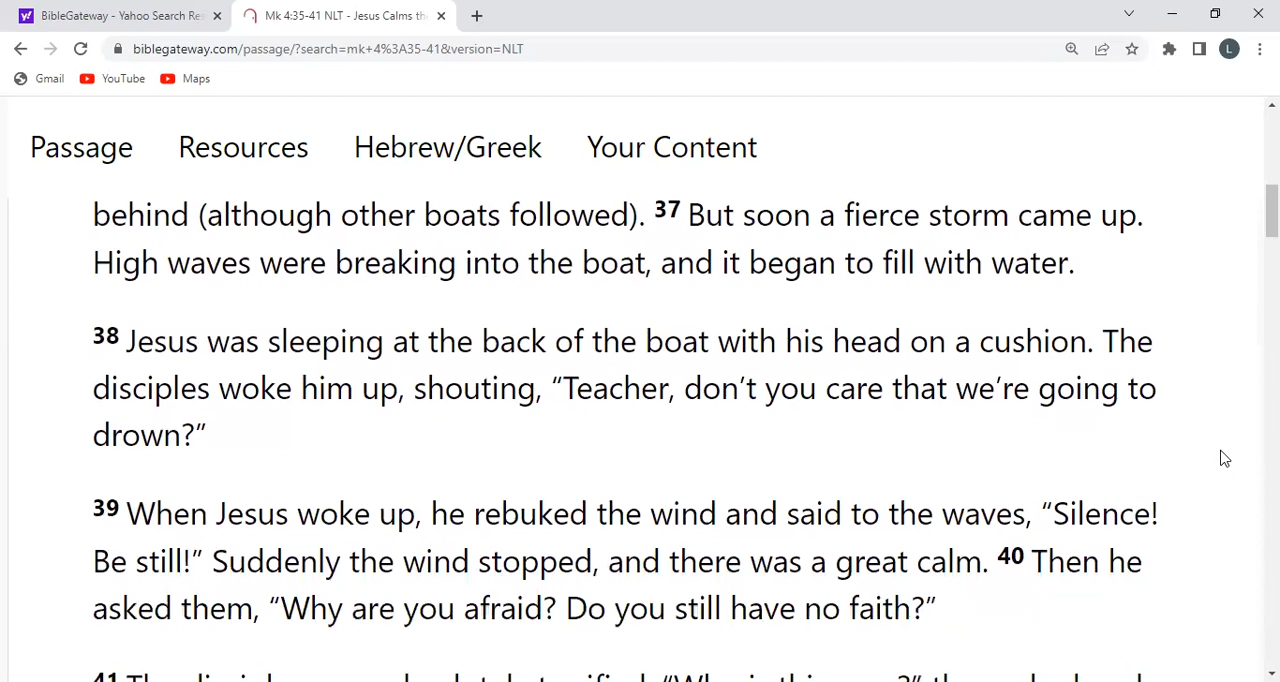 BibleGateway - Yahoo Search Res
Mk 4:35-41 NLT - Jesus Calms the
biblegateway.com/passage/?search=mk+4%3A35-41&version=NLT
L
Gmail YouTube Maps
Passage Resources Hebrew/Greek Your Content
behind (although other boats followed). 37 But soon a fierce storm came up.
High waves were breaking into the boat, and it began to fill with water.
38 Jesus was sleeping at the back of the boat with his head on a cushion. The
disciples woke him up, shouting, “Teacher, don’t you care that we’re going to
drown?”
39 When Jesus woke up, he rebuked the wind and said to the waves, “Silence!
Be still!” Suddenly the wind stopped, and there was a great calm. 40 Then he
asked them, “Why are you afraid? Do you still have no faith?”
41